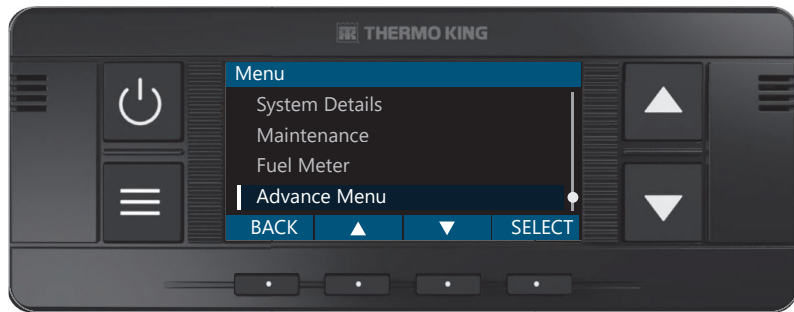 THERMO KING
Menu
System Details
Maintenance
Fuel Meter
Advance Menu
BACK ▲ ▼ SELECT